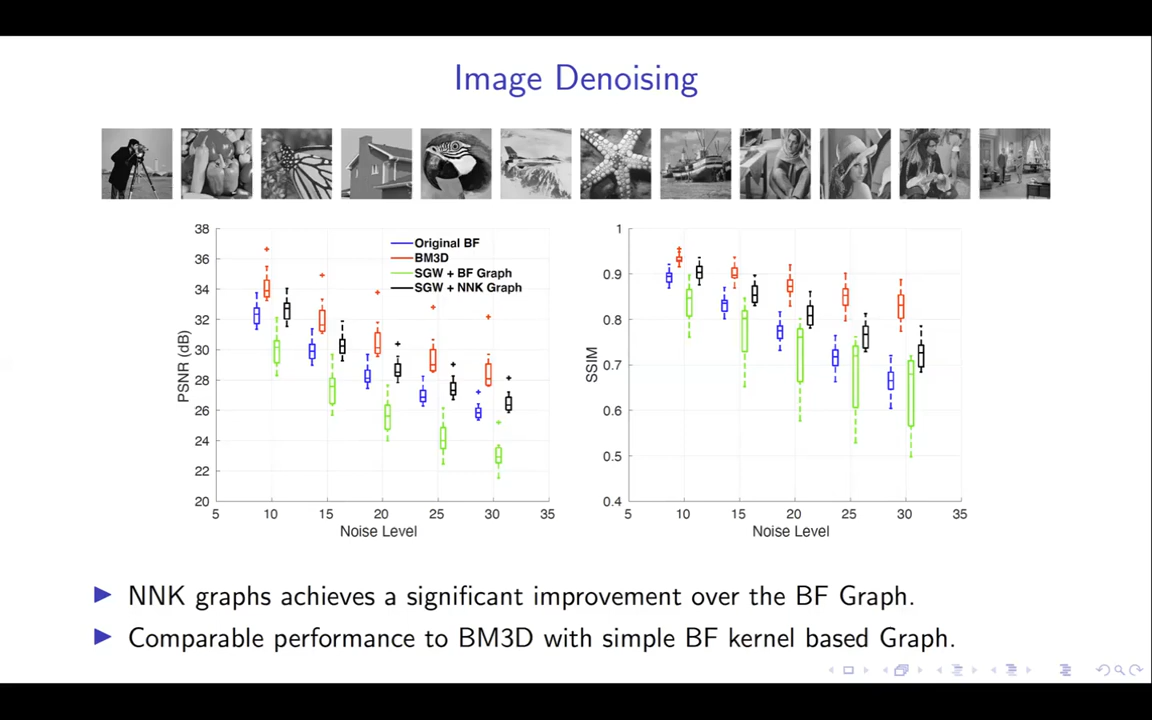 Image Denoising
38
36
34
32
30
28
26
24
22
20
PSNR (dB)
Original BF
BM3D
SGW + BF Graph
SGW + NNK Graph
5
10
15
20
25
30
35
Noise Level
1
0.9
0.8
0.7
0.6
0.5
0.4
SSIM
5
10
15
20
25
30
35
Noise Level
NNK graphs achieves a significant improvement over the BF Graph.
Comparable performance to BM3D with simple BF kernel based Graph.